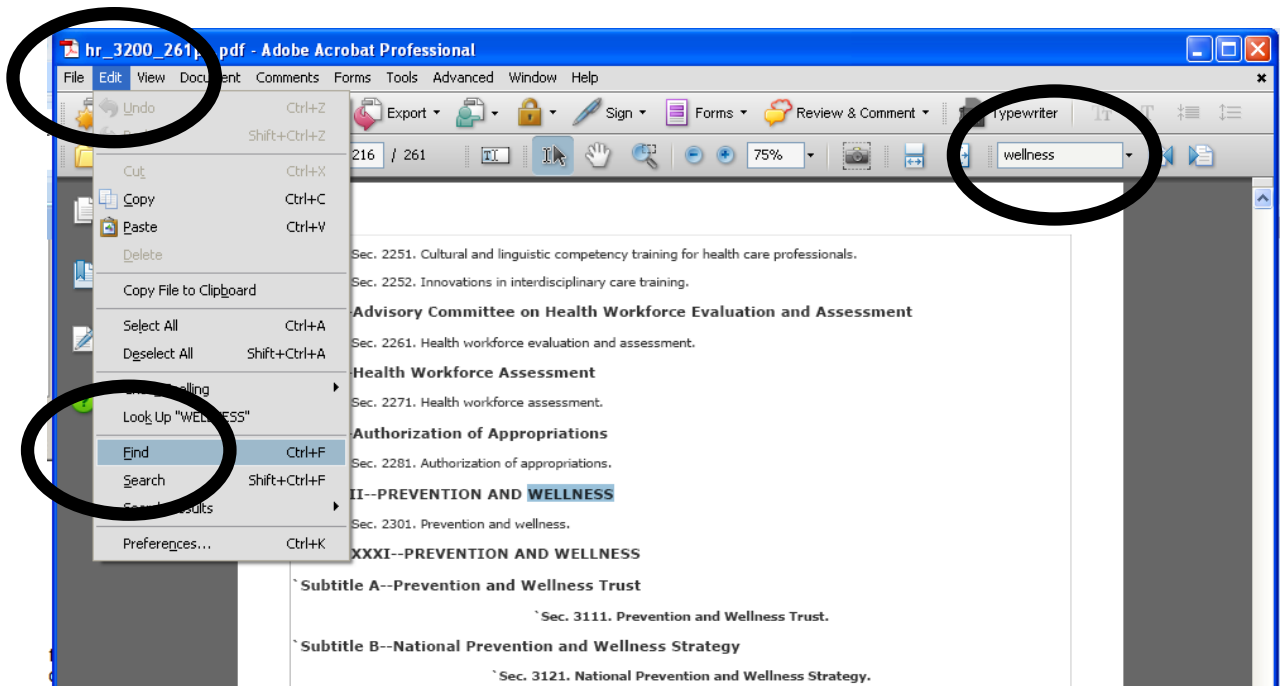 hr_3200_261p pdf - Adobe Acrobat Professional
File Edit View Document Comments Forms Tools Advanced Window Help
Undo Ctrl+Z
Export Sign Forms Review & Comment Typewriter
Shift+Ctrl+Z
216 / 261 75% wellness
Cut Ctrl+X
Copy Ctrl+C
Paste Ctrl+V
Delete
Copy File to Clipboard
Select All Ctrl+A
Deselect All Shift+Ctrl+A
Look Up "WELLNESS"
Find Ctrl+F
Search Shift+Ctrl+F
Search Results
Preferences... Ctrl+K
Sec. 2251. Cultural and linguistic competency training for health care professionals.
Sec. 2252. Innovations in interdisciplinary care training.
-Advisory Committee on Health Workforce Evaluation and Assessment
Sec. 2261. Health workforce evaluation and assessment.
-Health Workforce Assessment
Sec. 2271. Health workforce assessment.
-Authorization of Appropriations
Sec. 2281. Authorization of appropriations.
II--PREVENTION AND WELLNESS
Sec. 2301. Prevention and wellness.
XXXI--PREVENTION AND WELLNESS
`Subtitle A--Prevention and Wellness Trust
`Sec. 3111. Prevention and Wellness Trust.
`Subtitle B--National Prevention and Wellness Strategy
`Sec. 3121. National Prevention and Wellness Strategy.